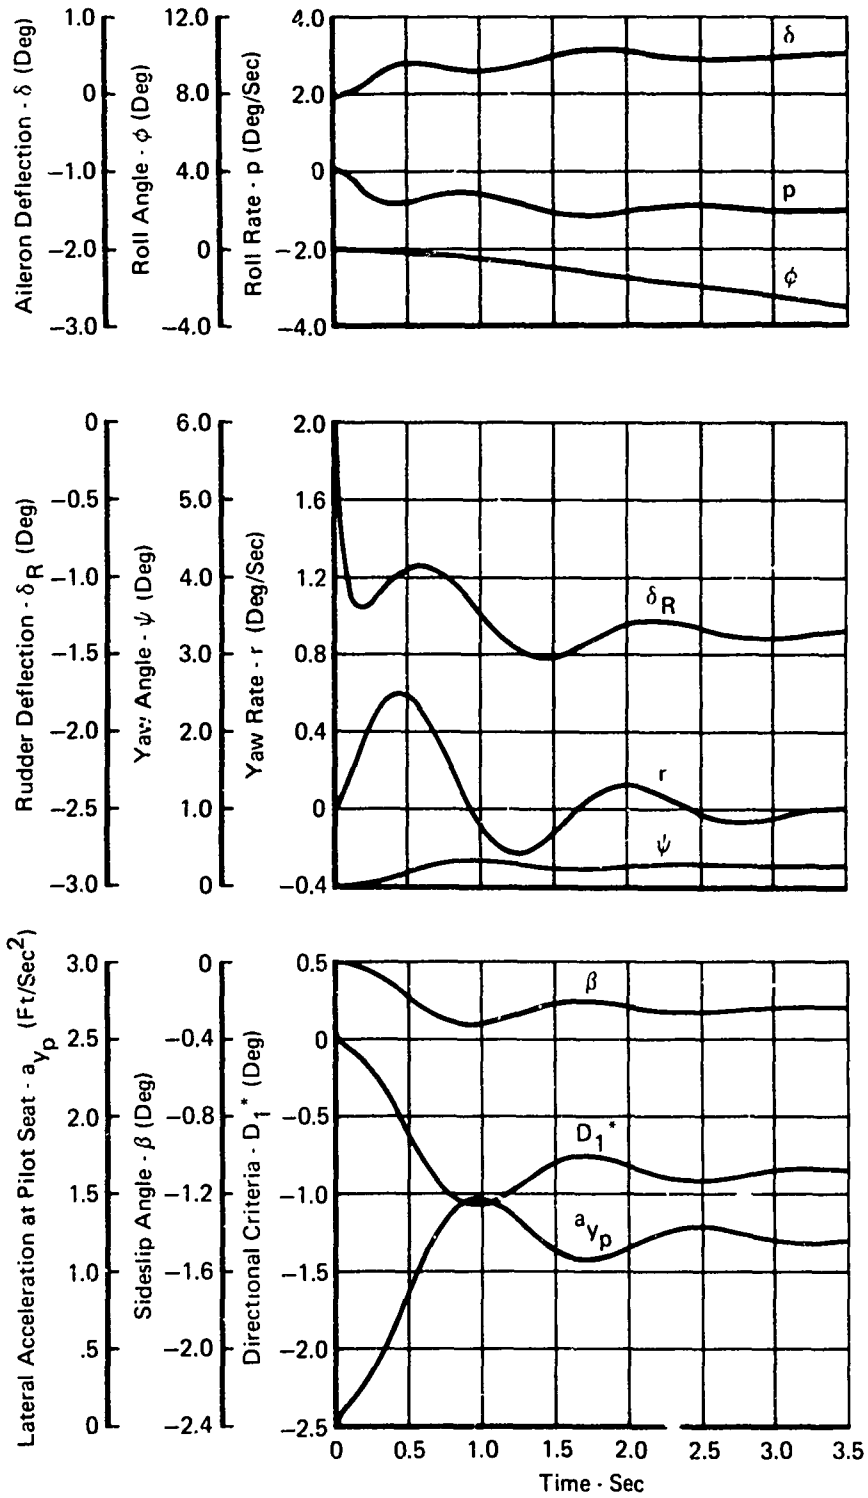 Aileron Deflection - δ (Deg)
1.0
0
−1.0
−2.0
−3.0
Roll Angle - ϕ (Deg)
12.0
8.0
4.0
0
−4.0
Roll Rate - p (Deg/Sec)
4.0
2.0
0
−2.0
−4.0
δ
p
ϕ
Rudder Deflection - δR (Deg)
0
−0.5
−1.0
−1.5
−2.0
−2.5
−3.0
Yaw Angle - ψ (Deg)
6.0
5.0
4.0
3.0
2.0
1.0
0
Yaw Rate - r (Deg/Sec)
2.0
1.6
1.2
0.8
0.4
0
−0.4
δR
r
ψ
Lateral Acceleration at Pilot Seat - ayp (Ft/Sec2)
3.0
2.5
2.0
1.5
1.0
.5
0
Sideslip Angle - β (Deg)
0
−0.4
−0.8
−1.2
−1.6
−2.0
−2.4
Directional Criteria - D1* (Deg)
0.5
0
−0.5
−1.0
−1.5
−2.0
−2.5
β
D1*
ayp
0 0.5 1.0 1.5 2.0 2.5 3.0 3.5
Time - Sec